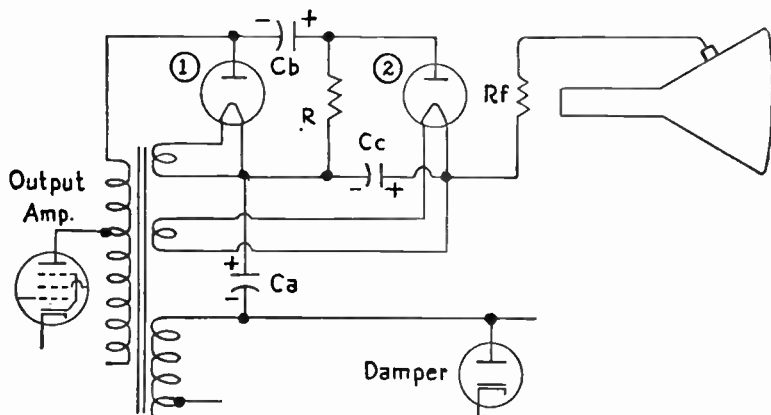 - +
Cb
1
2
R
Rf
Cc
- +
Output
Amp.
+
-
Ca
Damper